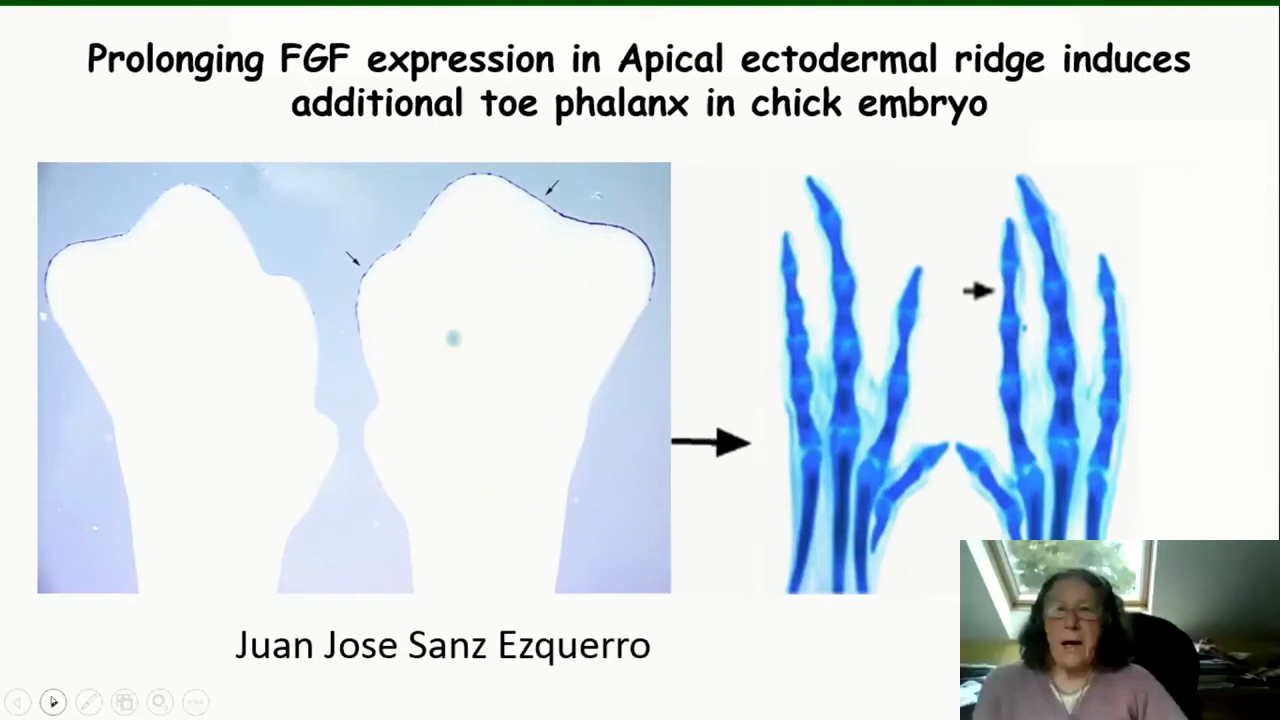 Prolonging FGF expression in Apical ectodermal ridge induces
additional toe phalanx in chick embryo
Juan Jose Sanz Ezquerro